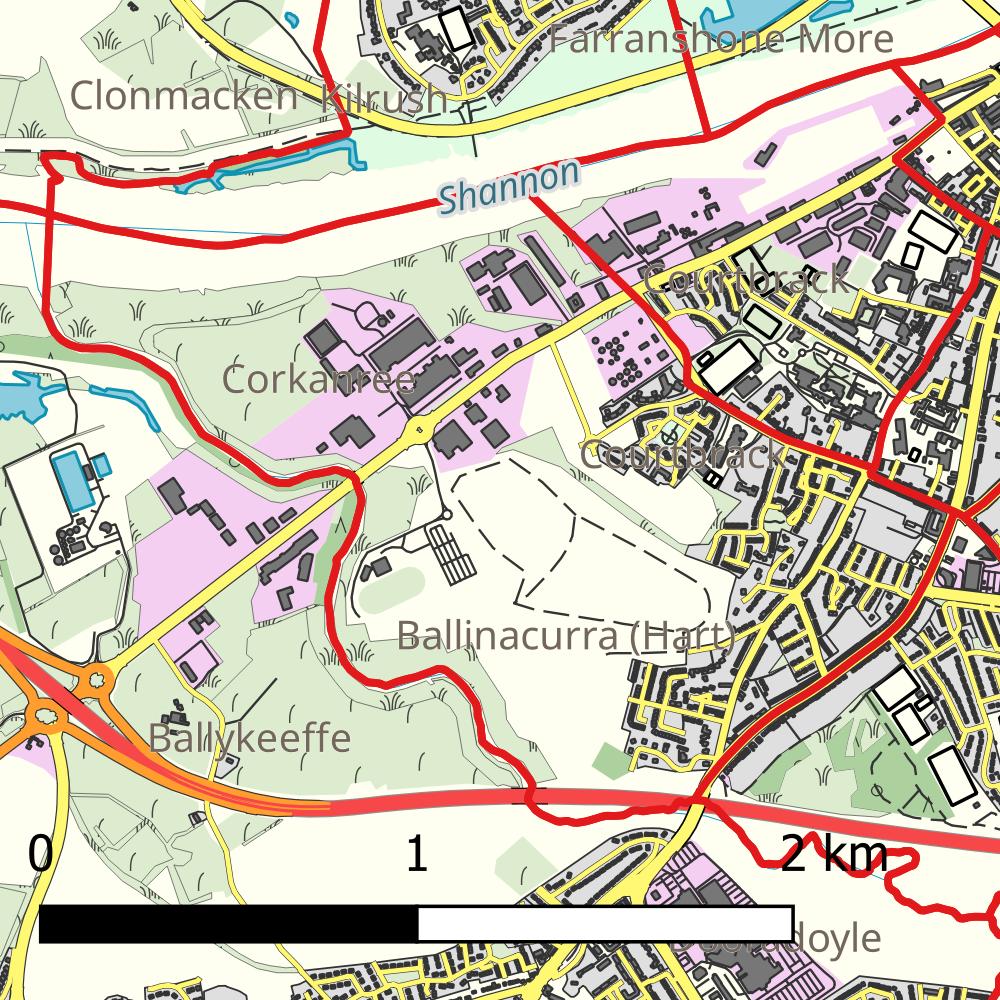 Farranshone More
Clonmacken
Kilrush
Shannon
Courtbrack
Corkanree
Courtbrack
Ballinacurra (Hart)
Ballykeeffe
0 1 2 km